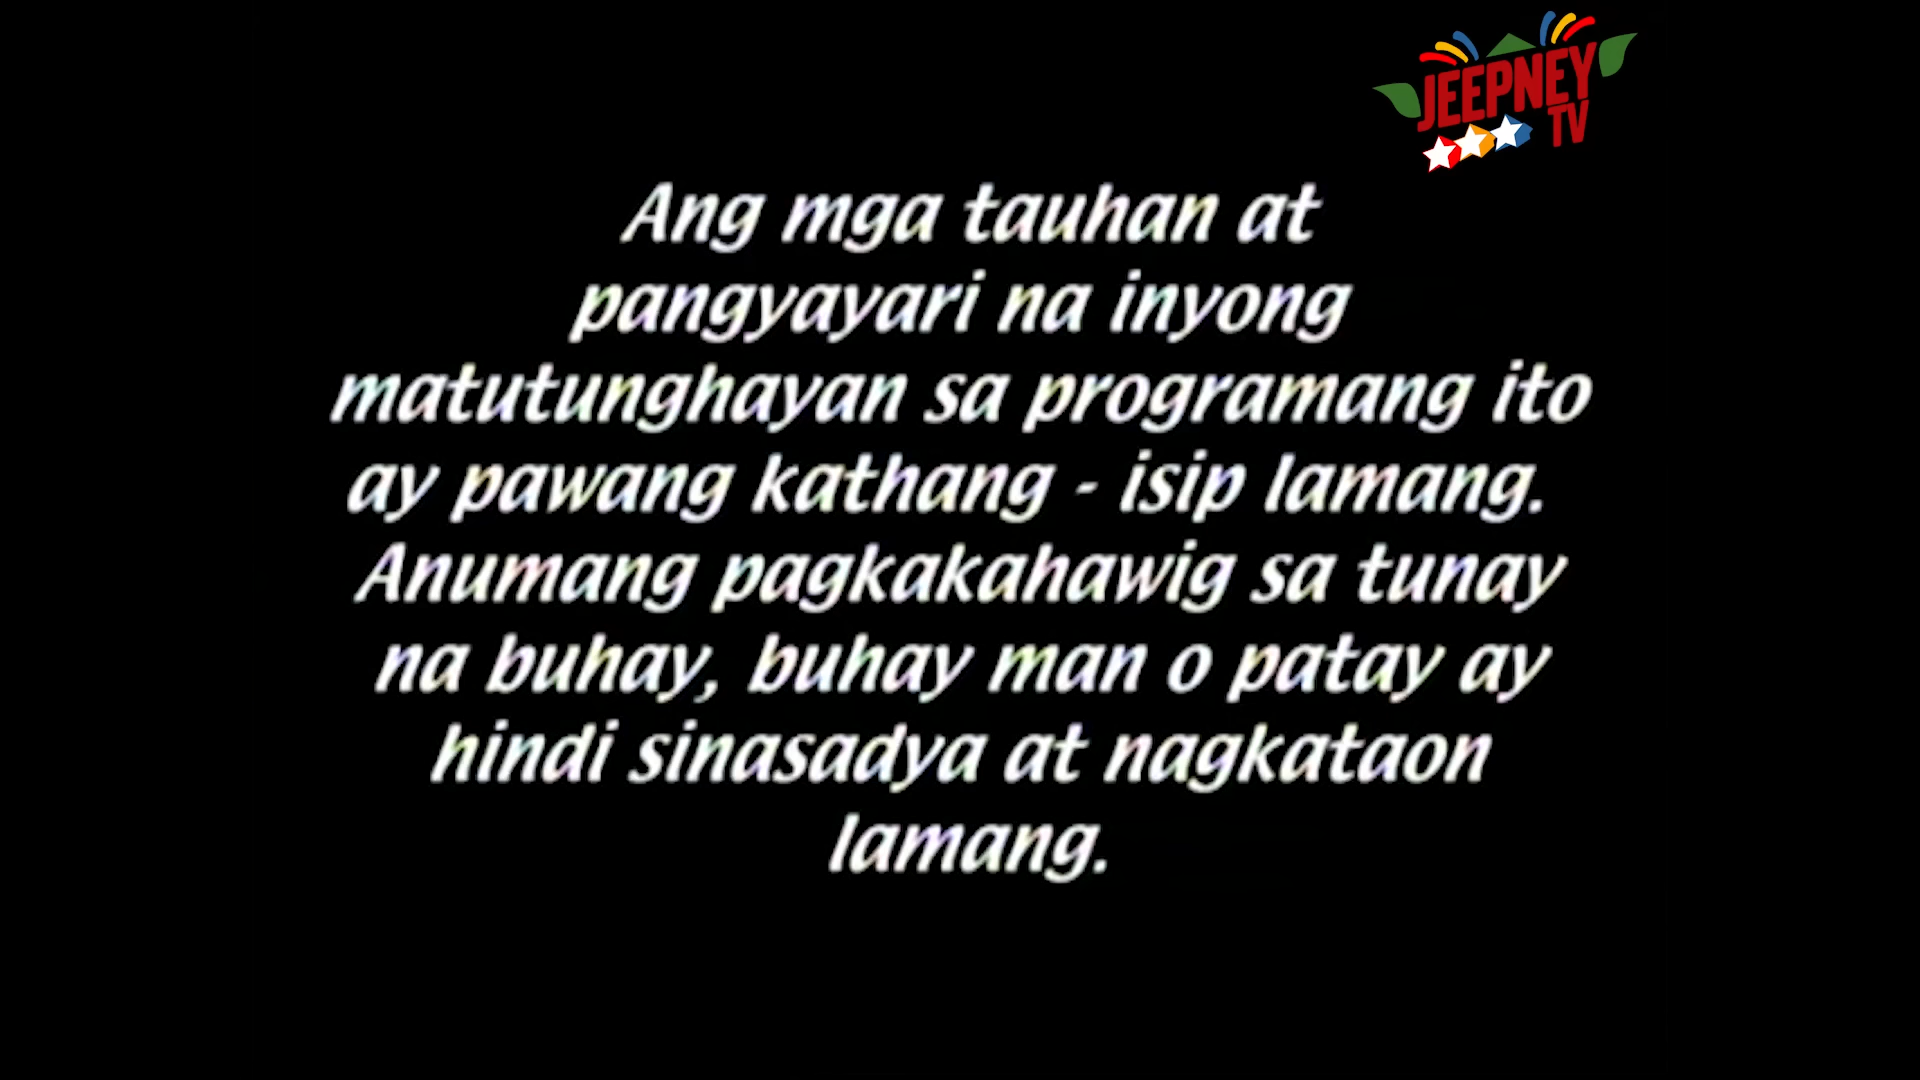 JEEPNEY
TV
Ang mga tauhan at
pangyayari na inyong
matutunghayan sa programang ito
ay pawang kathang - isip lamang.
Anumang pagkakahawig sa tunay
na buhay, buhay man o patay ay
hindi sinasadya at nagkataon
lamang.